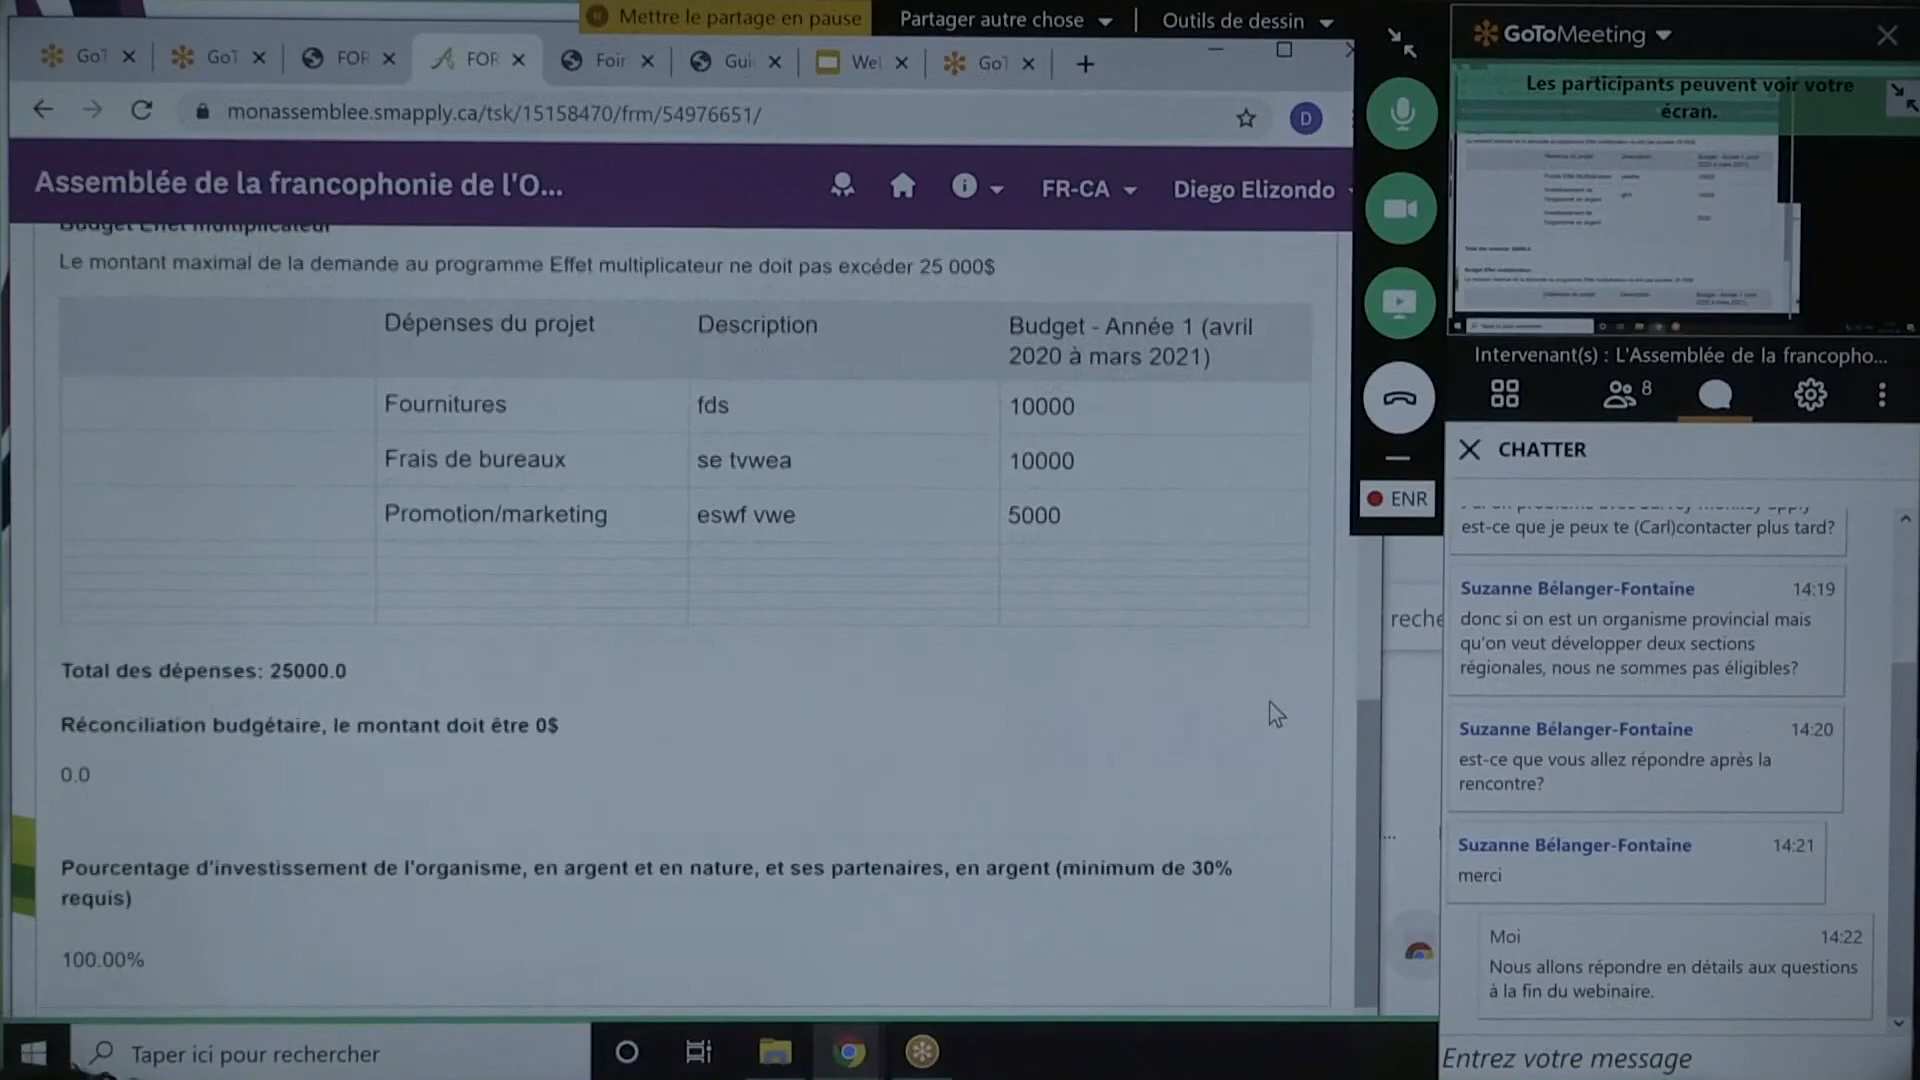 Mettre le partage en pause
Partager autre chose
Outils de dessin
GoToMeeting
GoT
GoT
FOR
FOR
Foir
Gui
We
GoT
monassemblee.smapply.ca/tsk/15158470/frm/54976651/
D
Les participants peuvent voir votre
écran.
Assemblée de la francophonie de l'O...
FR-CA
Diego Elizondo
Budget Effet multiplicateur
Le montant maximal de la demande au programme Effet multiplicateur ne doit pas excéder 25 000$
Dépenses du projet
Description
Budget - Année 1 (avril
2020 à mars 2021)
Fournitures
fds
10000
Frais de bureaux
se tvwea
10000
Promotion/marketing
eswf vwe
5000
Total des dépenses: 25000.0
Réconciliation budgétaire, le montant doit être 0$
0.0
Pourcentage d'investissement de l'organisme, en argent et en nature, et ses partenaires, en argent (minimum de 30%
requis)
100.00%
ENR
reche
...
Intervenant(s) : L'Assemblée de la francopho...
8
CHATTER
est-ce que je peux te (Carl)contacter plus tard?
Suzanne Bélanger-Fontaine 14:19
donc si on est un organisme provincial mais
qu'on veut développer deux sections
régionales, nous ne sommes pas éligibles?
Suzanne Bélanger-Fontaine 14:20
est-ce que vous allez répondre après la
rencontre?
Suzanne Bélanger-Fontaine 14:21
merci
Moi 14:22
Nous allons répondre en détails aux questions
à la fin du webinaire.
Entrez votre message
Taper ici pour rechercher